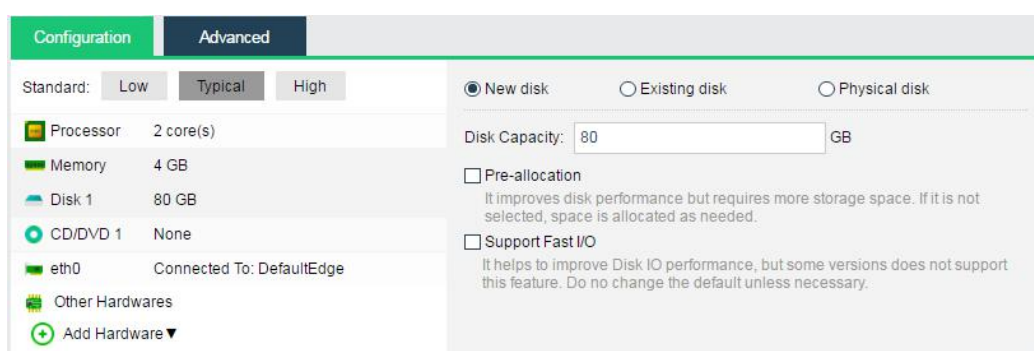 Configuration Advanced
Standard: Low Typical High
Processor 2 core(s)
Memory 4 GB
Disk 1 80 GB
CD/DVD 1 None
eth0 Connected To: DefaultEdge
Other Hardwares
Add Hardware ▼
New disk Existing disk Physical disk
Disk Capacity: 80 GB
Pre-allocation
It improves disk performance but requires more storage space. If it is not
selected, space is allocated as needed.
Support Fast I/O
It helps to improve Disk IO performance, but some versions does not support
this feature. Do no change the default unless necessary.